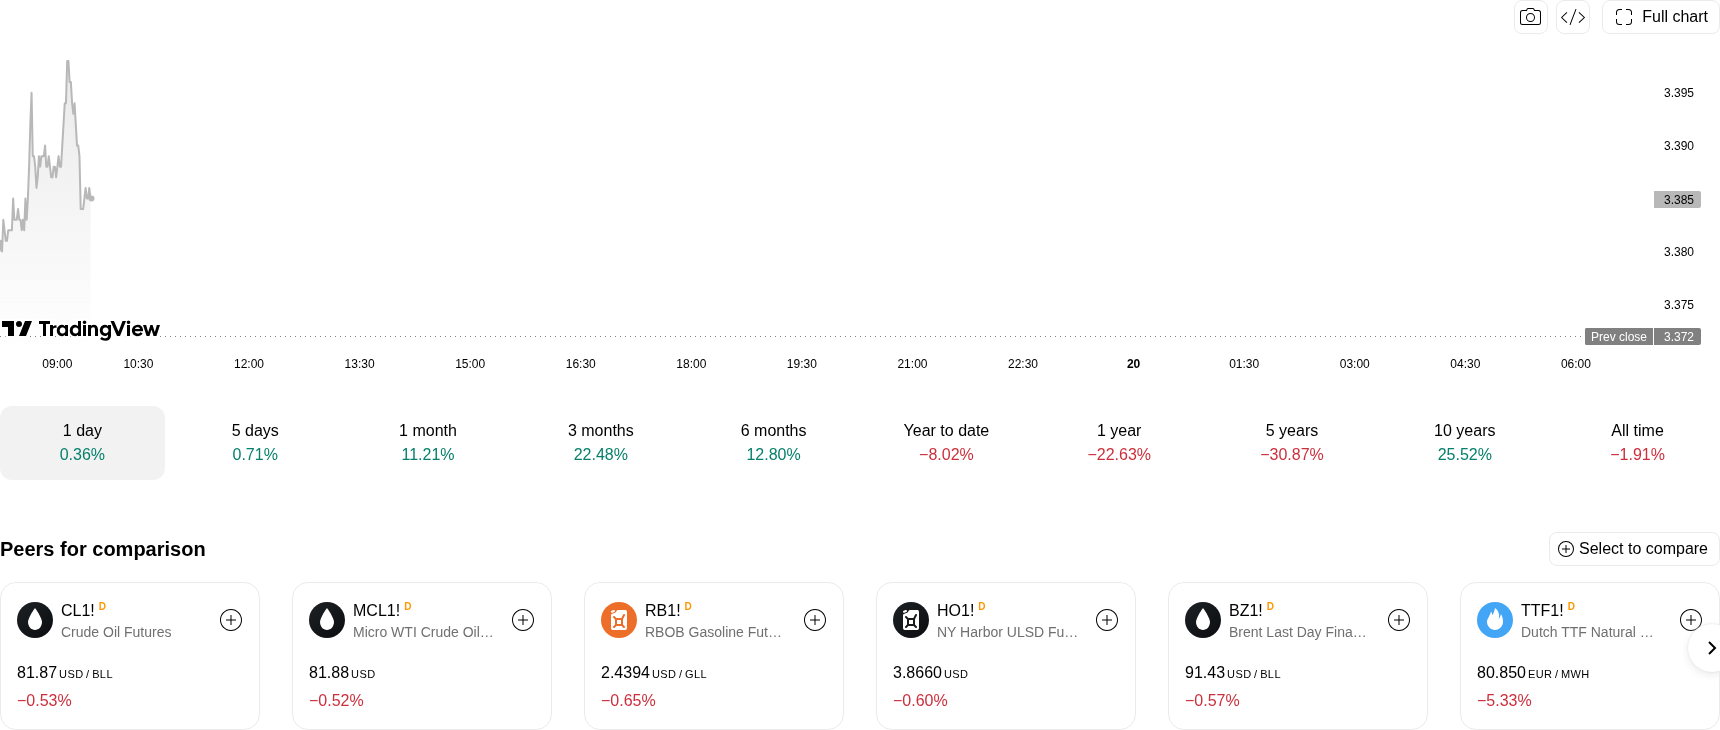 Full chart
3.395
3.390
3.385
3.380
3.375
TradingView
Prev close 3.372
09:00 10:30 12:00 13:30 15:00 16:30 18:00 19:30 21:00 22:30 20 01:30 03:00 04:30 06:00
1 day 5 days 1 month 3 months 6 months Year to date 1 year 5 years 10 years All time
0.36% 0.71% 11.21% 22.48% 12.80% −8.02% −22.63% −30.87% 25.52% −1.91%
Peers for comparison Select to compare
CL1! D
Crude Oil Futures
81.87 USD / BLL
−0.53%
MCL1! D
Micro WTI Crude Oil…
81.88 USD
−0.52%
RB1! D
RBOB Gasoline Fut…
2.4394 USD / GLL
−0.65%
HO1! D
NY Harbor ULSD Fu…
3.8660 USD
−0.60%
BZ1! D
Brent Last Day Fina…
91.43 USD / BLL
−0.57%
TTF1! D
Dutch TTF Natural …
80.850 EUR / MWH
−5.33%